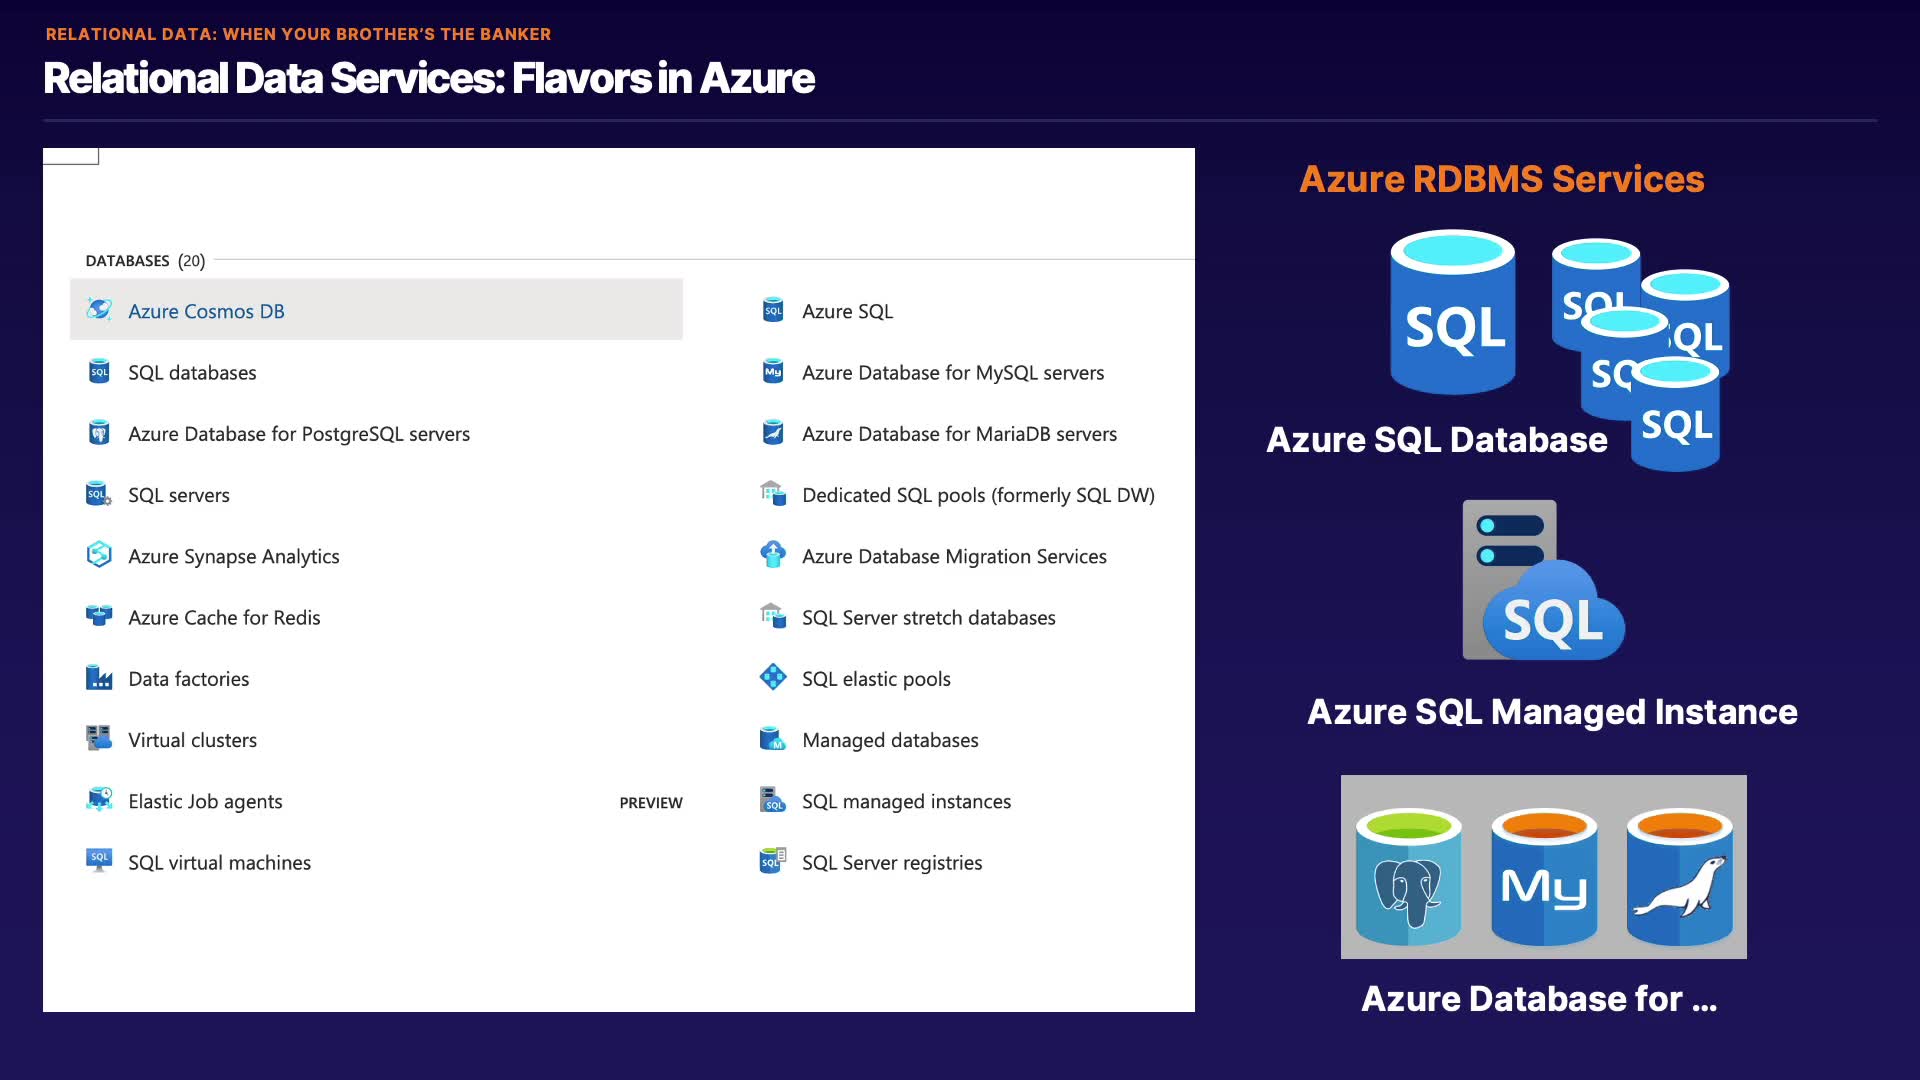 RELATIONAL DATA: WHEN YOUR BROTHER'S THE BANKER
Relational Data Services: Flavors in Azure
DATABASES (20)
Azure Cosmos DB
SQL databases
Azure Database for PostgreSQL servers
SQL servers
Azure Synapse Analytics
Azure Cache for Redis
Data factories
Virtual clusters
Elastic Job agents PREVIEW
SQL virtual machines
Azure SQL
Azure Database for MySQL servers
Azure Database for MariaDB servers
Dedicated SQL pools (formerly SQL DW)
Azure Database Migration Services
SQL Server stretch databases
SQL elastic pools
Managed databases
SQL managed instances
SQL Server registries
Azure RDBMS Services
SQL
SQL
SQL
SQL
SQL
Azure SQL Database
SQL
Azure SQL Managed Instance
My
Azure Database for ...